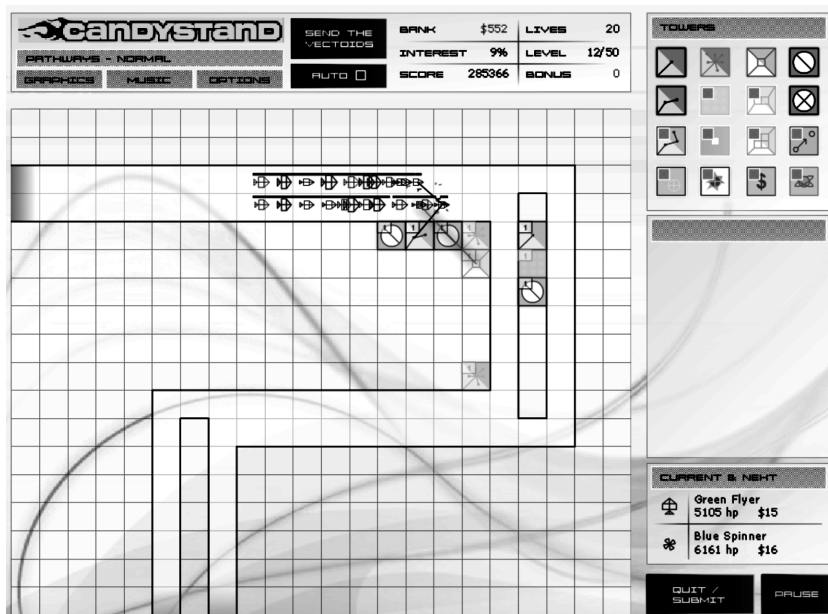 CANDYSTAND
PATHWAYS - NORMAL
GRAPHICS MUSIC OPTIONS
SEND THE
VECTOIDS
AUTO
BANK $552 LIVES 20
INTEREST 9% LEVEL 12/50
SCORE 285366 BONUS 0
TOWERS
CURRENT & NEXT
Green Flyer
5105 hp $15
Blue Spinner
6161 hp $16
QUIT /
SUBMIT
PAUSE